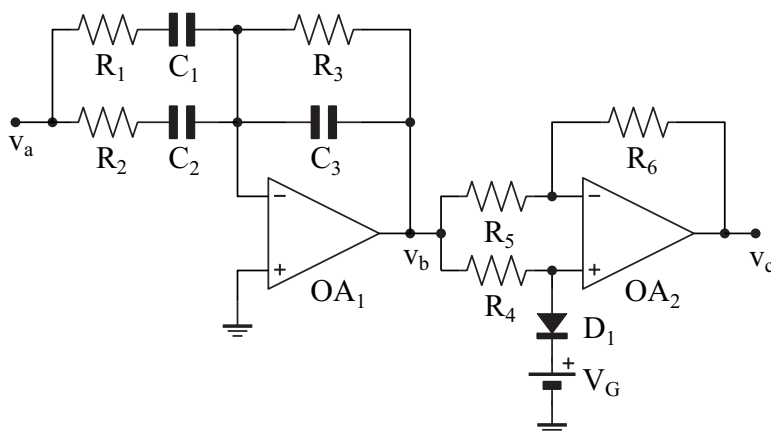 R1 C1 R3
va R2 C2 C3 R6
− R5 −
+ OA1 vb R4 + OA2 vc
D1
+ VG